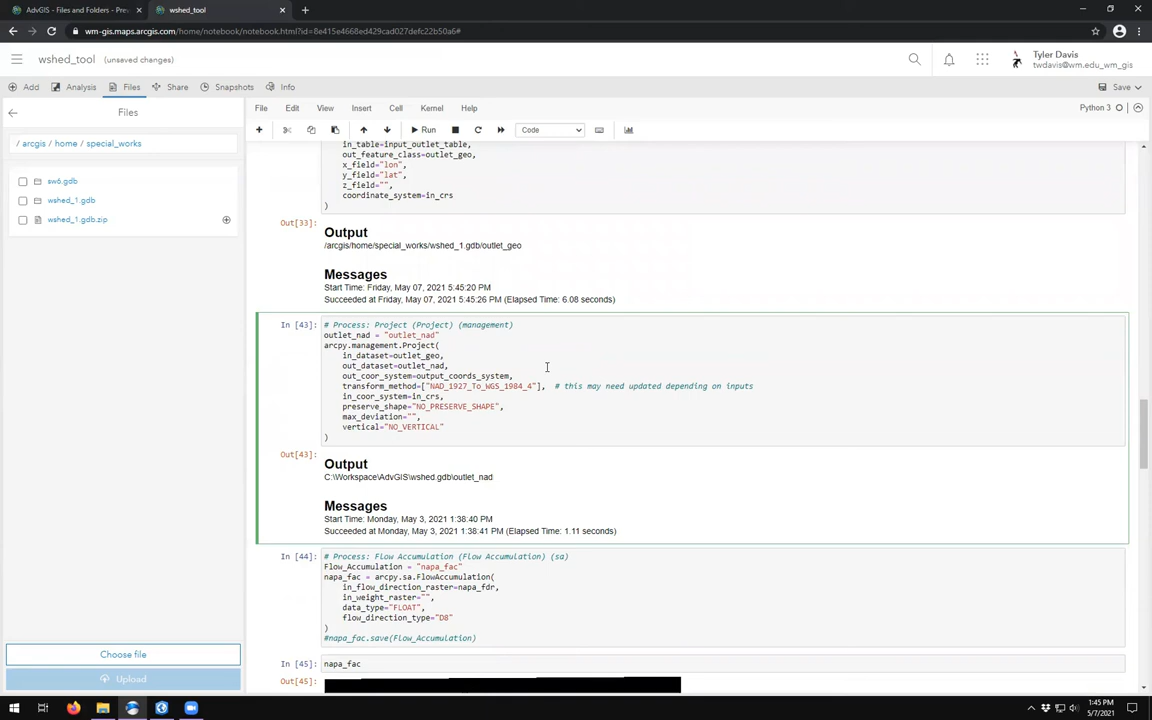 AdvGIS - Files and Folders - Pre
wshed_tool
wm-gis.maps.arcgis.com/home/notebook/notebook.html?id=8e415e4668ed429cad027defc22b50a6#
wshed_tool (unsaved changes)
Tyler Davis
twdavis@wm.edu_wm_gis
Add Analysis Files Share Snapshots Info Save
Files
File Edit View Insert Cell Kernel Help
Python 3
Run
Code
/ arcgis / home / special_works
sw6.gdb
wshed_1.gdb
wshed_1.gdb.zip
in_table=input_outlet_table,
out_feature_class=outlet_geo,
x_field="lon",
y_field="lat",
z_field="",
coordinate_system=in_crs
)
Out[33]:
Output
/arcgis/home/special_works/wshed_1.gdb/outlet_geo
Messages
Start Time: Friday, May 07, 2021 5:45:20 PM
Succeeded at Friday, May 07, 2021 5:45:26 PM (Elapsed Time: 6.08 seconds)
In [43]: # Process: Project (Project) (management)
outlet_nad = "outlet_nad"
arcpy.management.Project(
in_dataset=outlet_geo,
out_dataset=outlet_nad,
out_coor_system=output_coords_system,
transform_method=["NAD_1927_To_WGS_1984_4"], # this may need updated depending on inputs
in_coor_system=in_crs,
preserve_shape="NO_PRESERVE_SHAPE",
max_deviation="",
vertical="NO_VERTICAL"
)
Out[43]:
Output
C:\Workspace\AdvGIS\wshed.gdb\outlet_nad
Messages
Start Time: Monday, May 3, 2021 1:38:40 PM
Succeeded at Monday, May 3, 2021 1:38:41 PM (Elapsed Time: 1.11 seconds)
In [44]: # Process: Flow Accumulation (Flow Accumulation) (sa)
Flow_Accumulation = "napa_fac"
napa_fac = arcpy.sa.FlowAccumulation(
in_flow_direction_raster=napa_fdr,
in_weight_raster="",
data_type="FLOAT",
flow_direction_type="D8"
)
#napa_fac.save(Flow_Accumulation)
In [45]: napa_fac
Out[45]:
Choose file
Upload
1:45 PM
5/7/2021